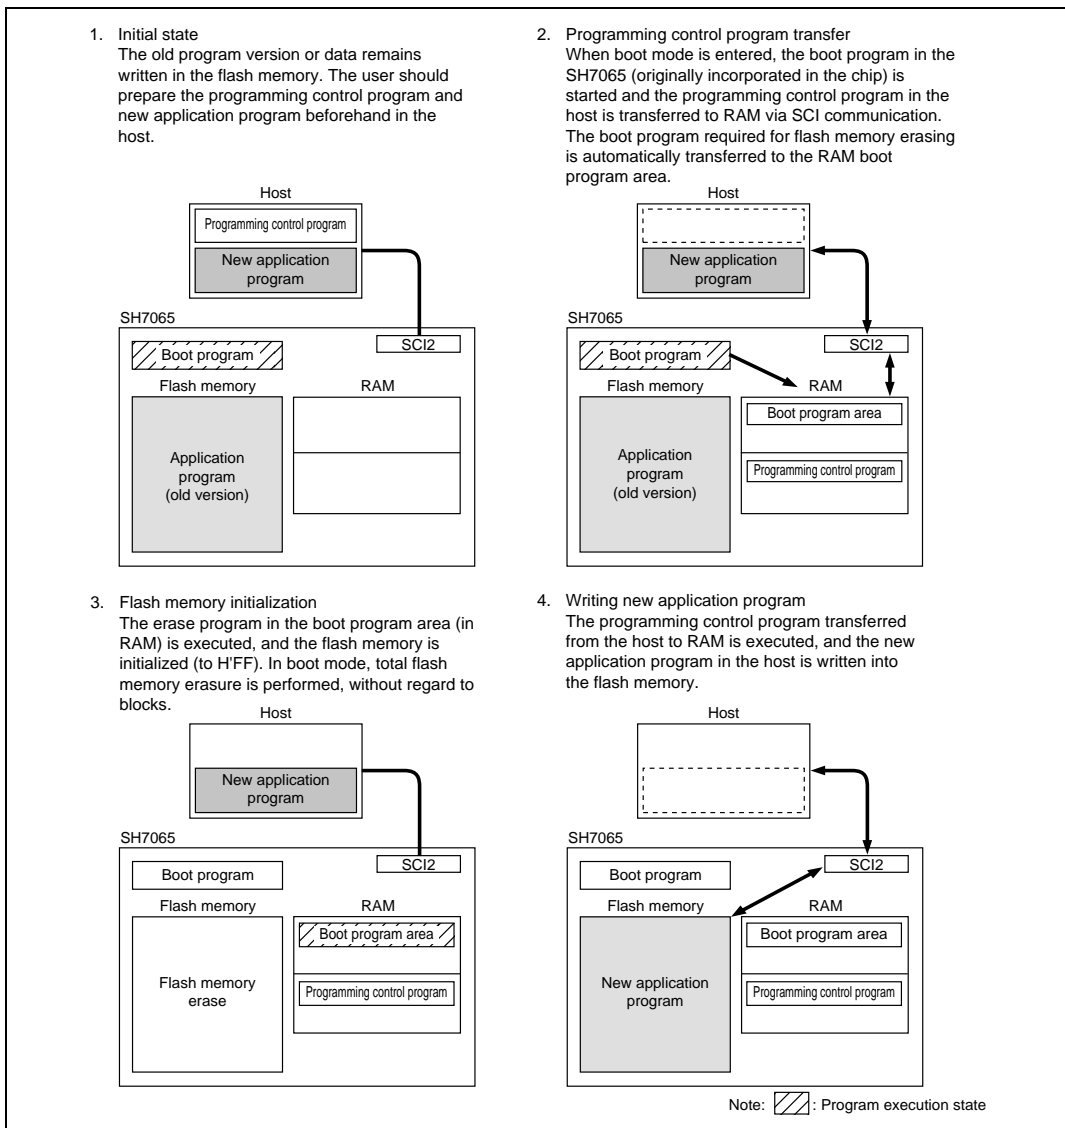 1. Initial state
The old program version or data remains
written in the flash memory. The user should
prepare the programming control program and
new application program beforehand in the
host.
Host
Programming control program
New application
program
SH7065
SCI2
Boot program
Flash memory
RAM
Application
program
(old version)
2. Programming control program transfer
When boot mode is entered, the boot program in the
SH7065 (originally incorporated in the chip) is
started and the programming control program in the
host is transferred to RAM via SCI communication.
The boot program required for flash memory erasing
is automatically transferred to the RAM boot
program area.
Host
New application
program
SH7065
SCI2
Boot program
Flash memory
RAM
Boot program area
Application
program
(old version)
Programming control program
3. Flash memory initialization
The erase program in the boot program area (in
RAM) is executed, and the flash memory is
initialized (to H'FF). In boot mode, total flash
memory erasure is performed, without regard to
blocks.
Host
New application
program
SH7065
SCI2
Boot program
Flash memory
RAM
Boot program area
Flash memory
erase
Programming control program
4. Writing new application program
The programming control program transferred
from the host to RAM is executed, and the new
application program in the host is written into
the flash memory.
Host
SH7065
SCI2
Boot program
Flash memory
RAM
Boot program area
New application
program
Programming control program
Note: : Program execution state